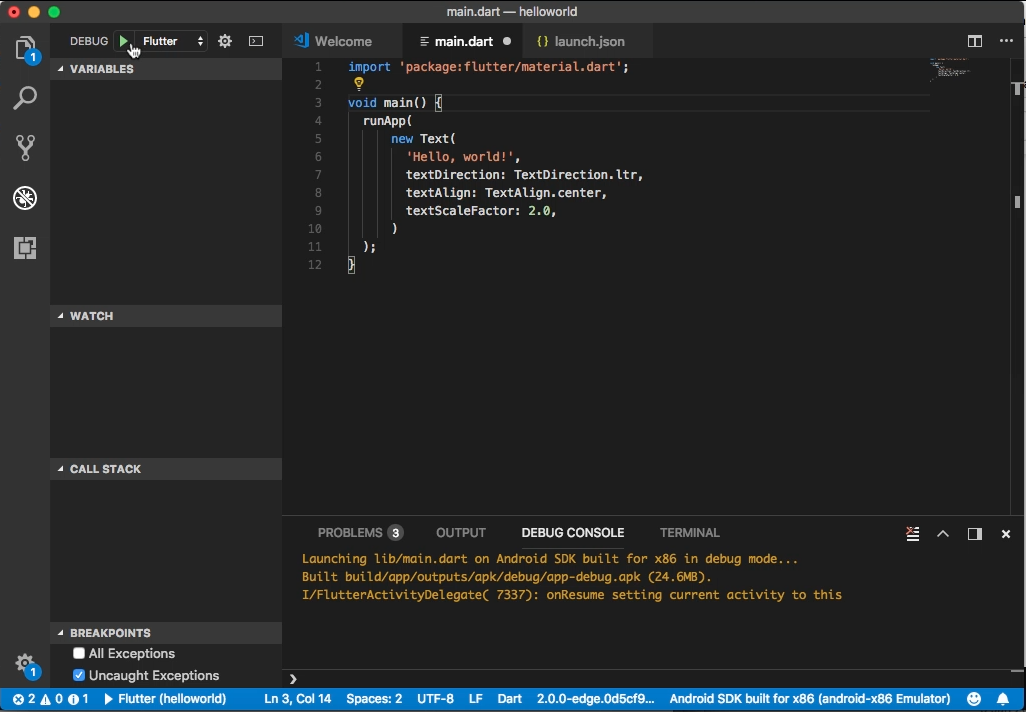 main.dart — helloworld
DEBUG Flutter
Welcome main.dart {} launch.json
1
VARIABLES
WATCH
CALL STACK
BREAKPOINTS
All Exceptions
Uncaught Exceptions
1
1 import 'package:flutter/material.dart';
2
3 void main() {
4 runApp(
5 new Text(
6 'Hello, world!',
7 textDirection: TextDirection.ltr,
8 textAlign: TextAlign.center,
9 textScaleFactor: 2.0,
10 )
11 );
12 }
PROBLEMS 3 OUTPUT DEBUG CONSOLE TERMINAL
Launching lib/main.dart on Android SDK built for x86 in debug mode...
Built build/app/outputs/apk/debug/app-debug.apk (24.6MB).
I/FlutterActivityDelegate( 7337): onResume setting current activity to this
2 0 1 Flutter (helloworld) Ln 3, Col 14 Spaces: 2 UTF-8 LF Dart 2.0.0-edge.0d5cf9... Android SDK built for x86 (android-x86 Emulator)